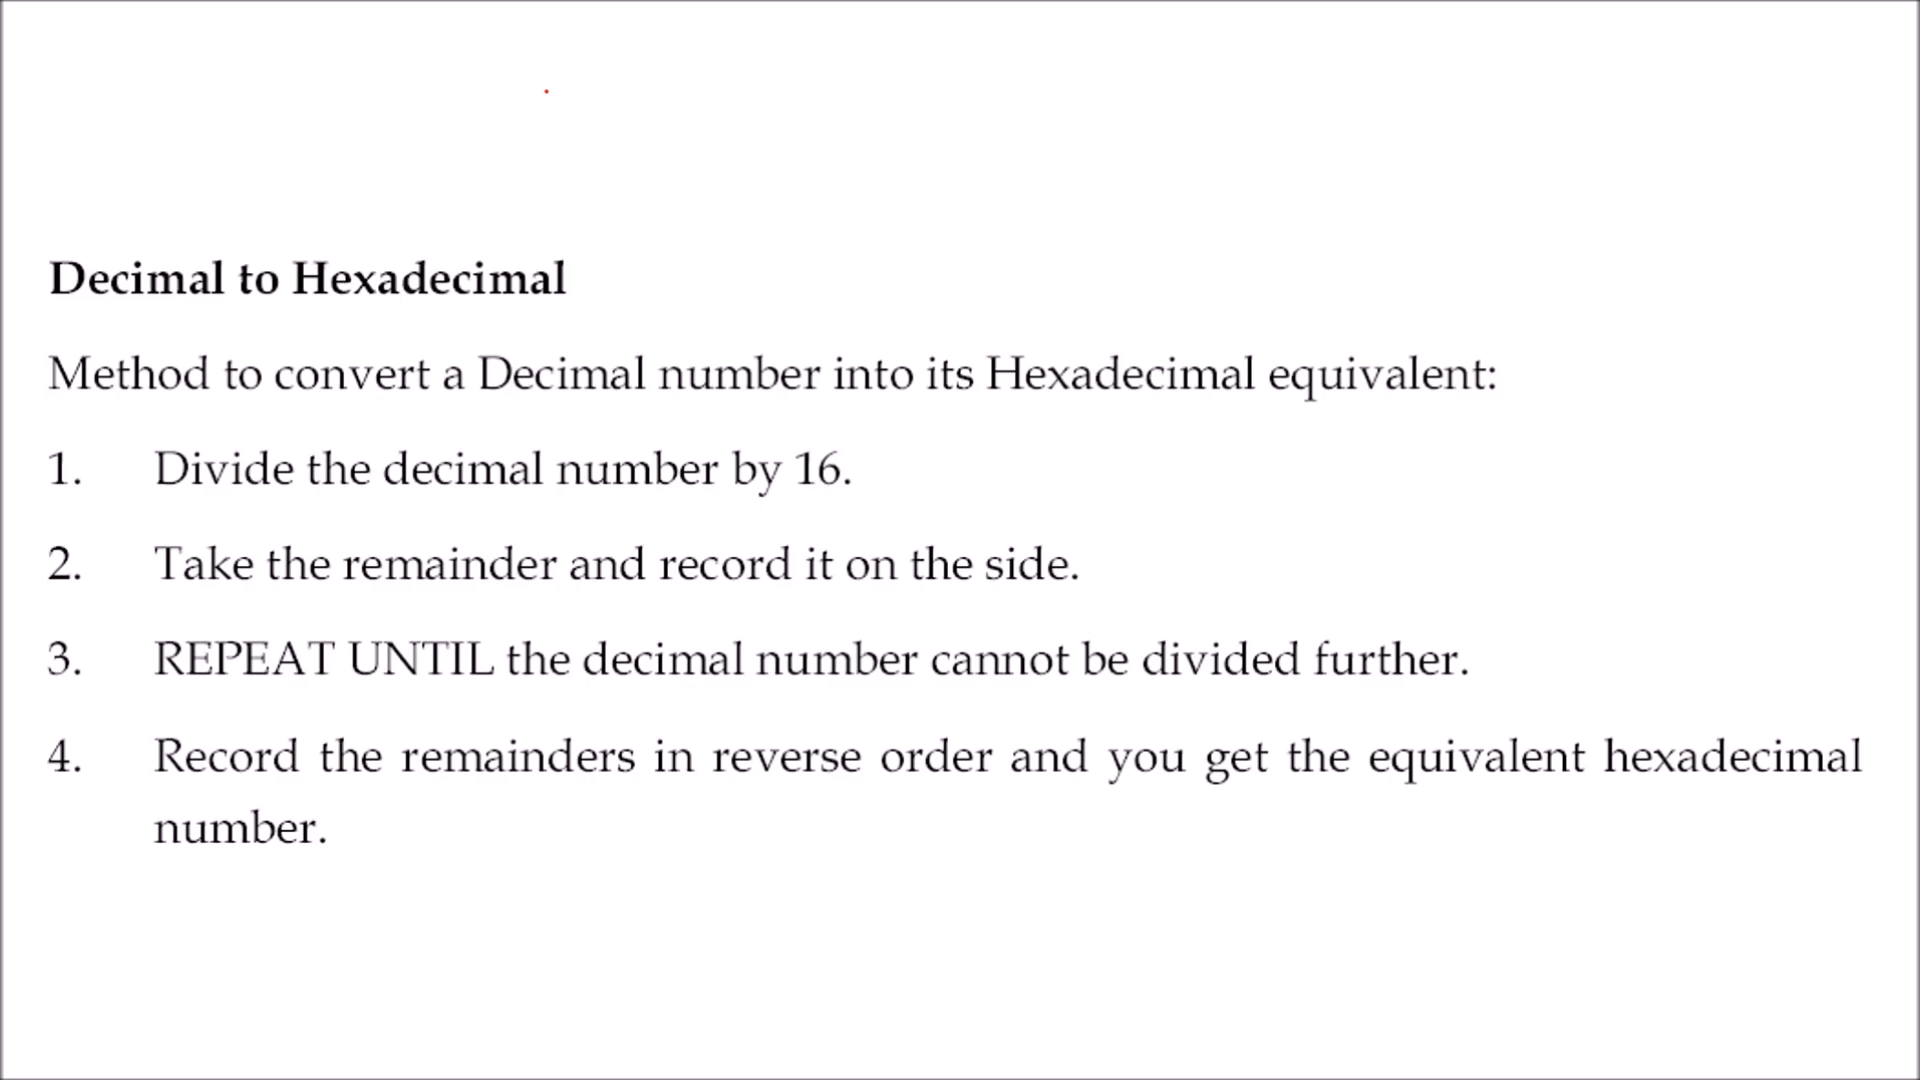 Decimal to Hexadecimal
Method to convert a Decimal number into its Hexadecimal equivalent:
1. Divide the decimal number by 16.
2. Take the remainder and record it on the side.
3. REPEAT UNTIL the decimal number cannot be divided further.
4. Record the remainders in reverse order and you get the equivalent hexadecimal
number.